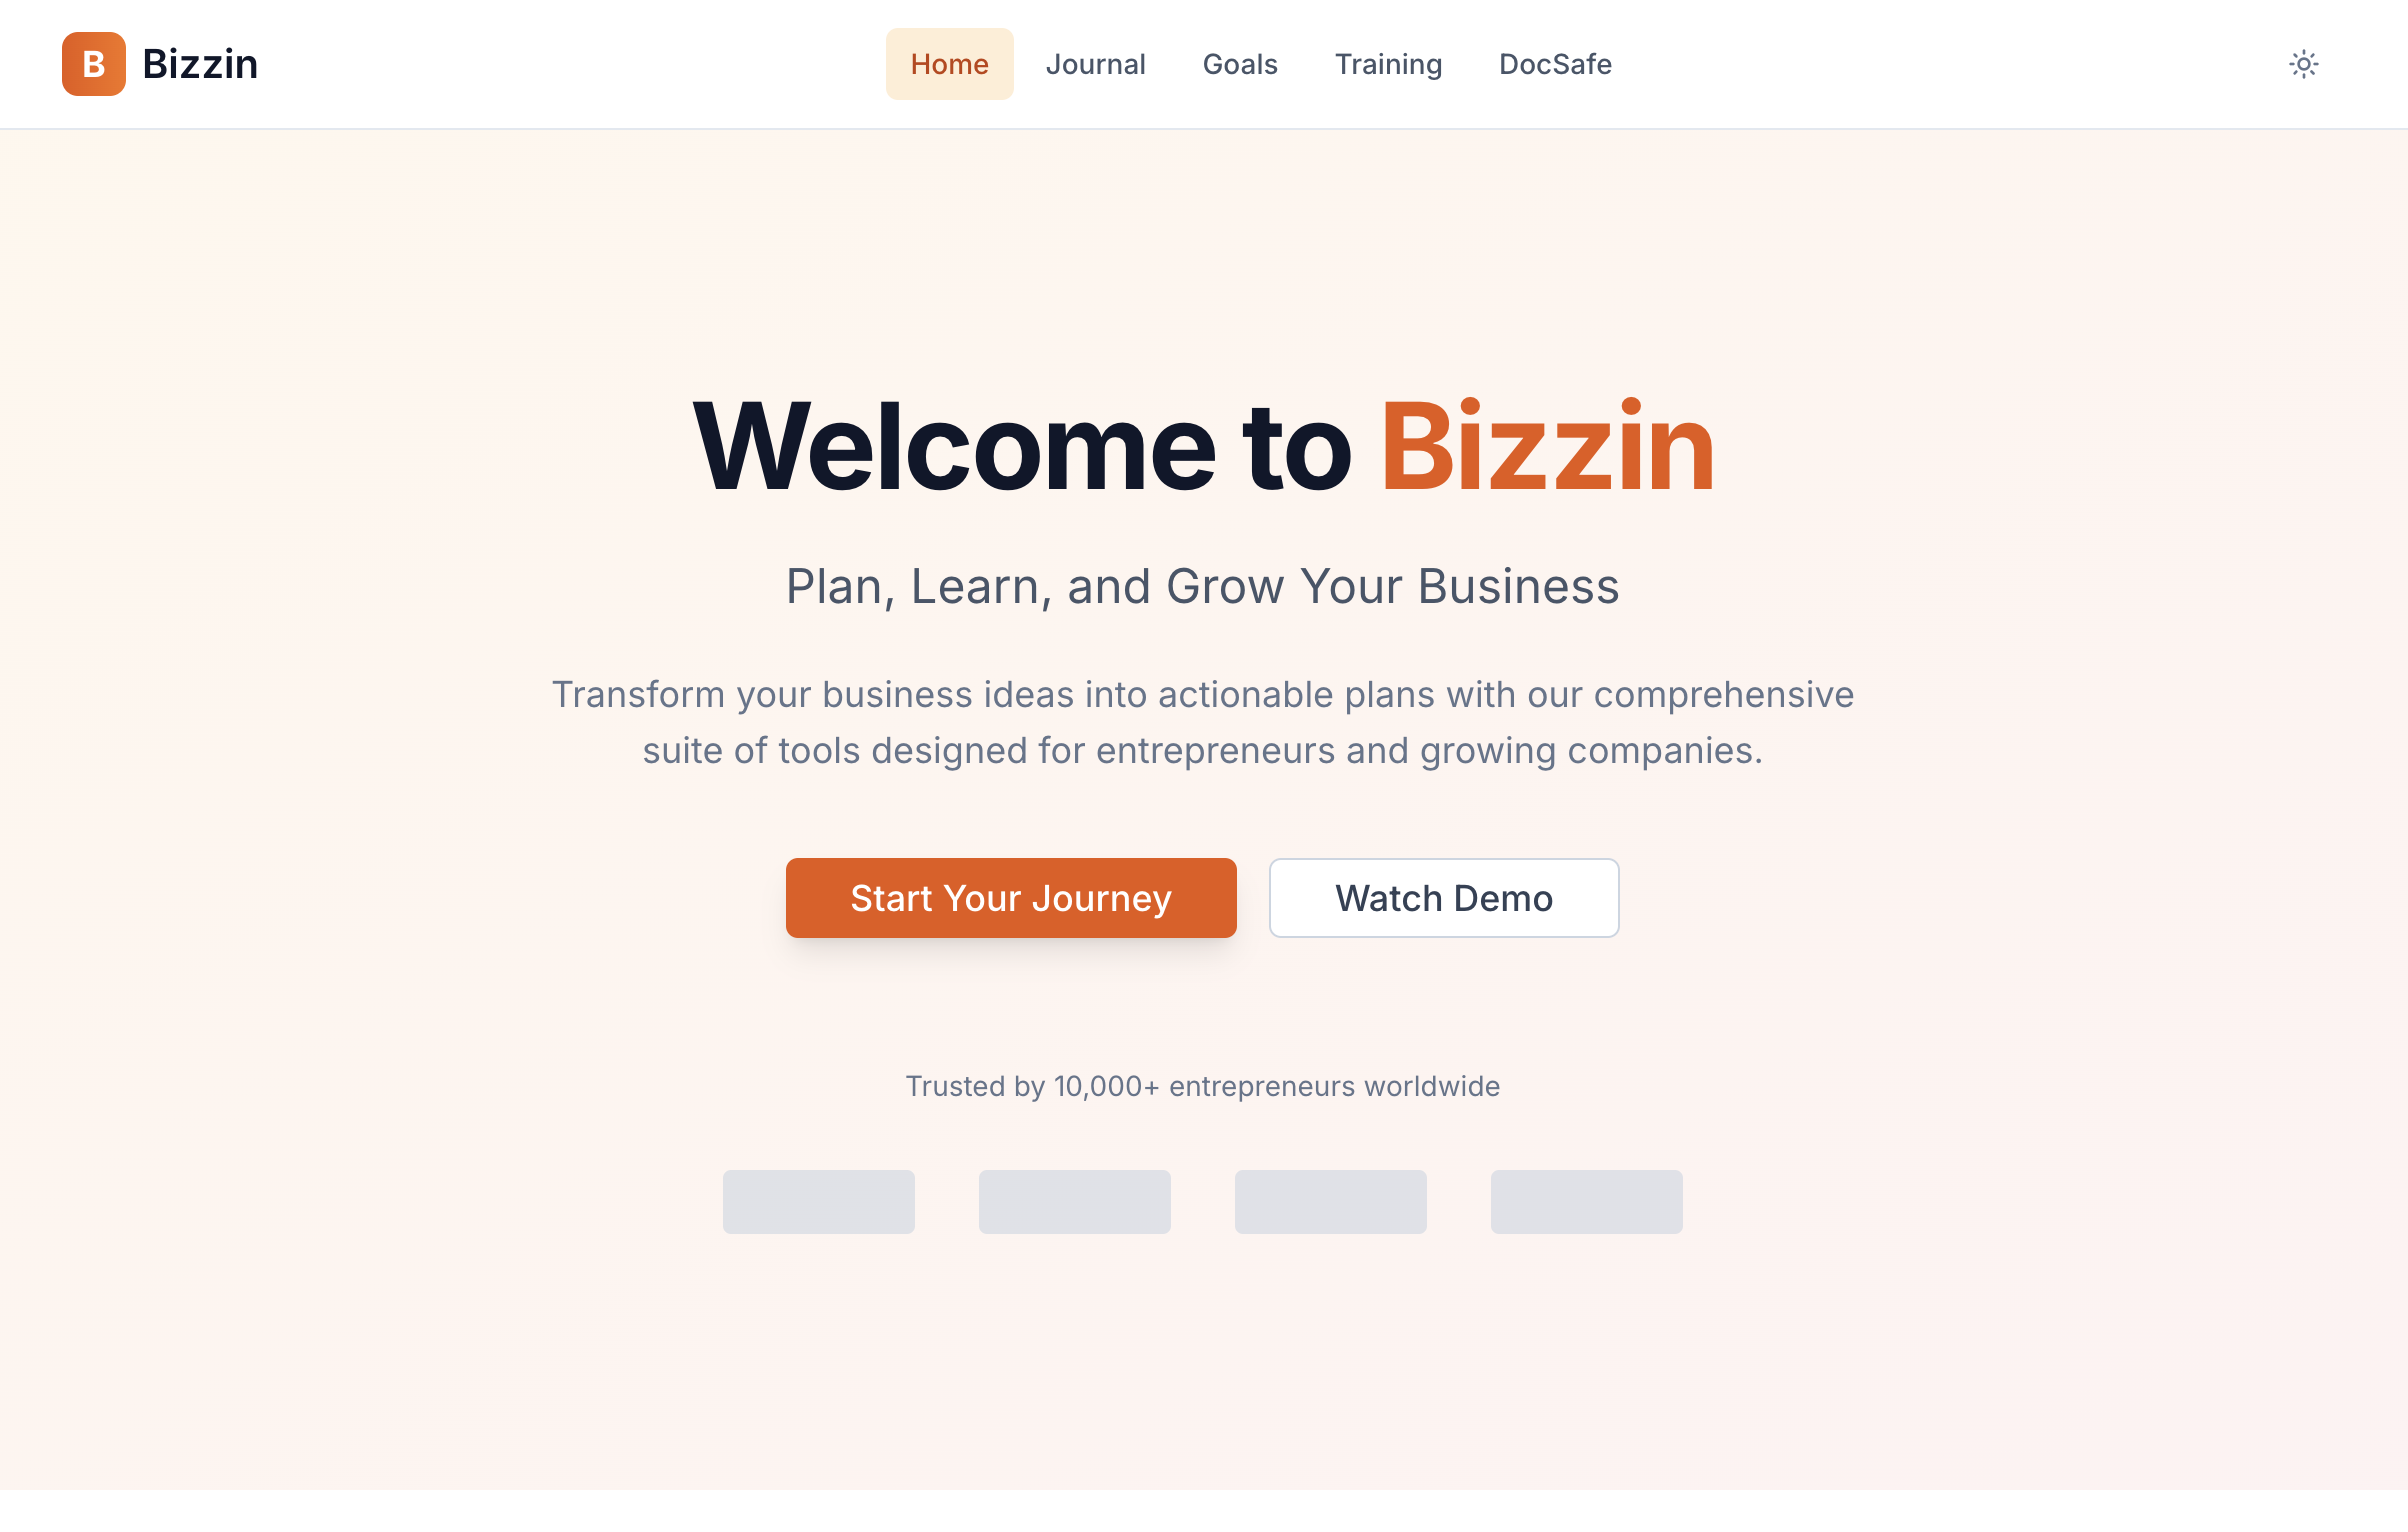 B Bizzin
Home Journal Goals Training DocSafe
Welcome to Bizzin
Plan, Learn, and Grow Your Business
Transform your business ideas into actionable plans with our comprehensive
suite of tools designed for entrepreneurs and growing companies.
Start Your Journey Watch Demo
Trusted by 10,000+ entrepreneurs worldwide